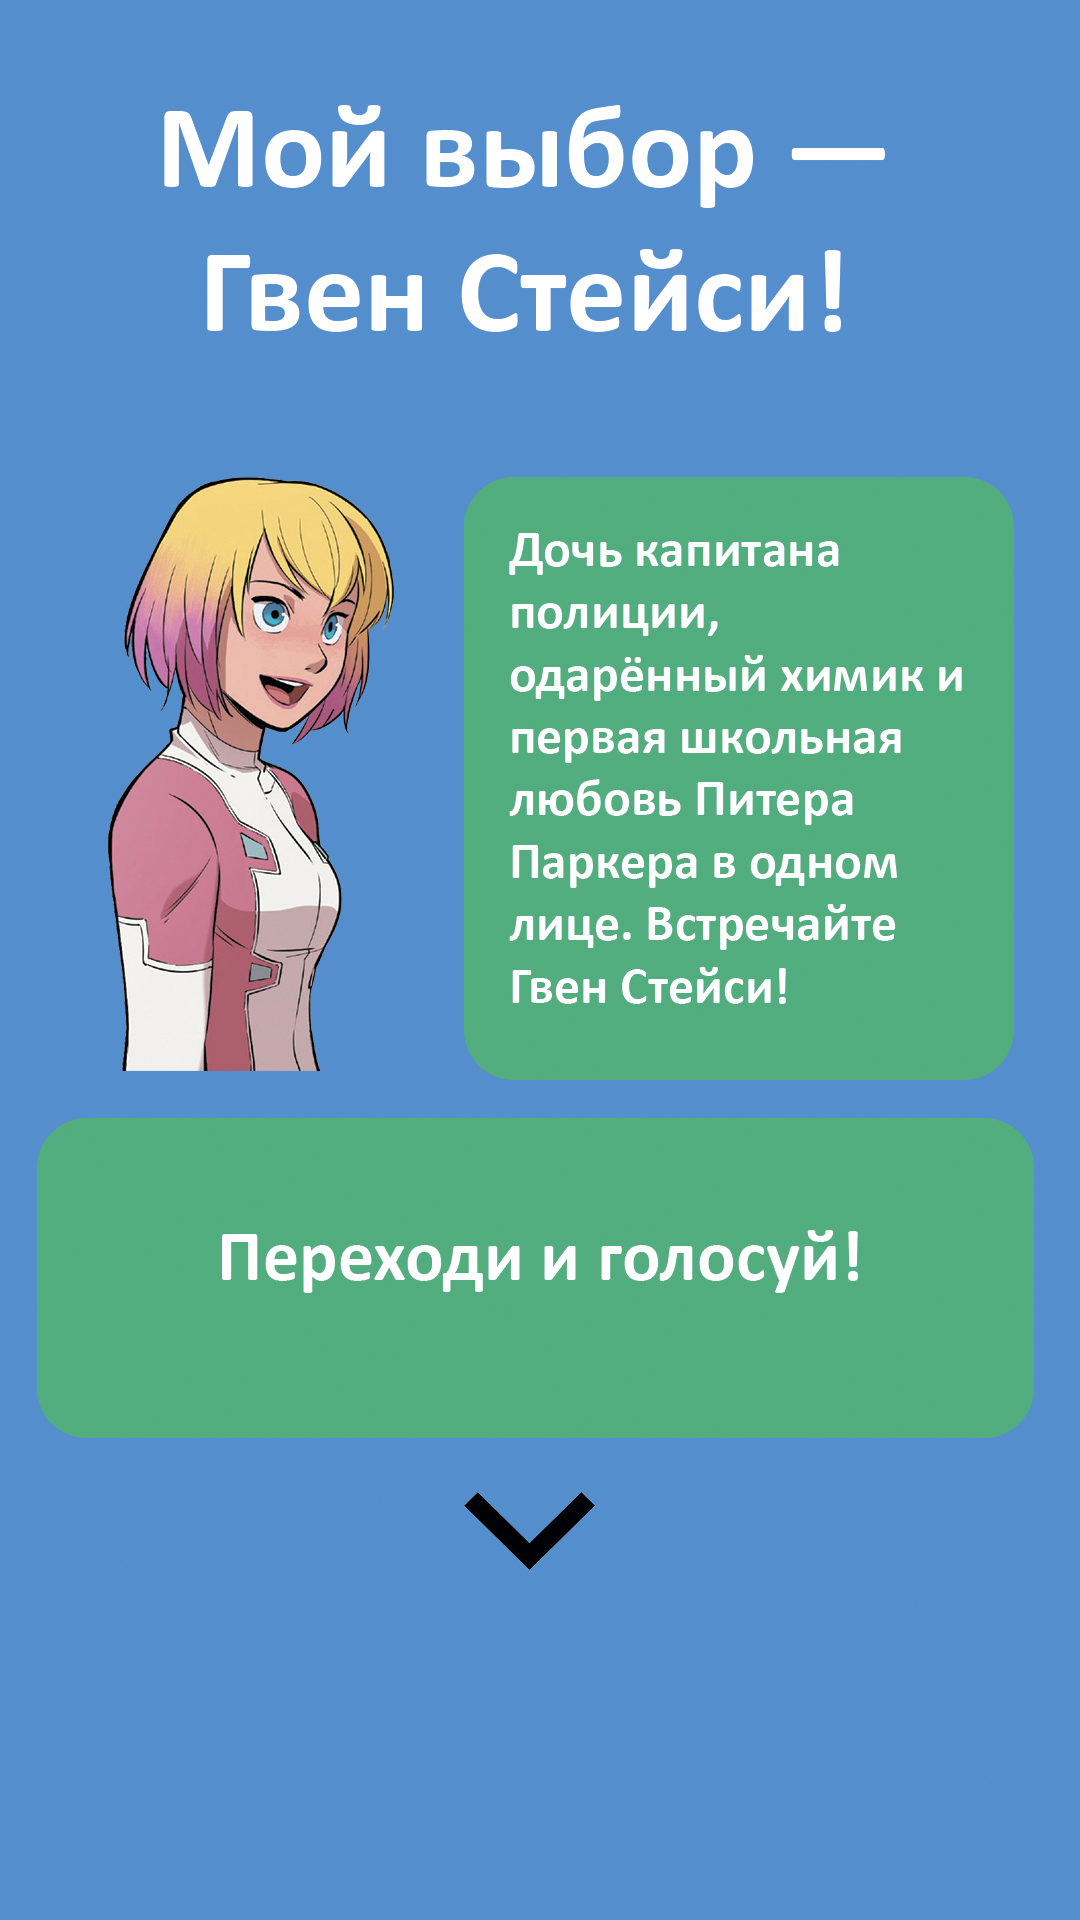 Мой выбор —
Гвен Стейси!
Дочь капитана
полиции,
одарённый химик и
первая школьная
любовь Питера
Паркера в одном
лице. Встречайте
Гвен Стейси!
Переходи и голосуй!